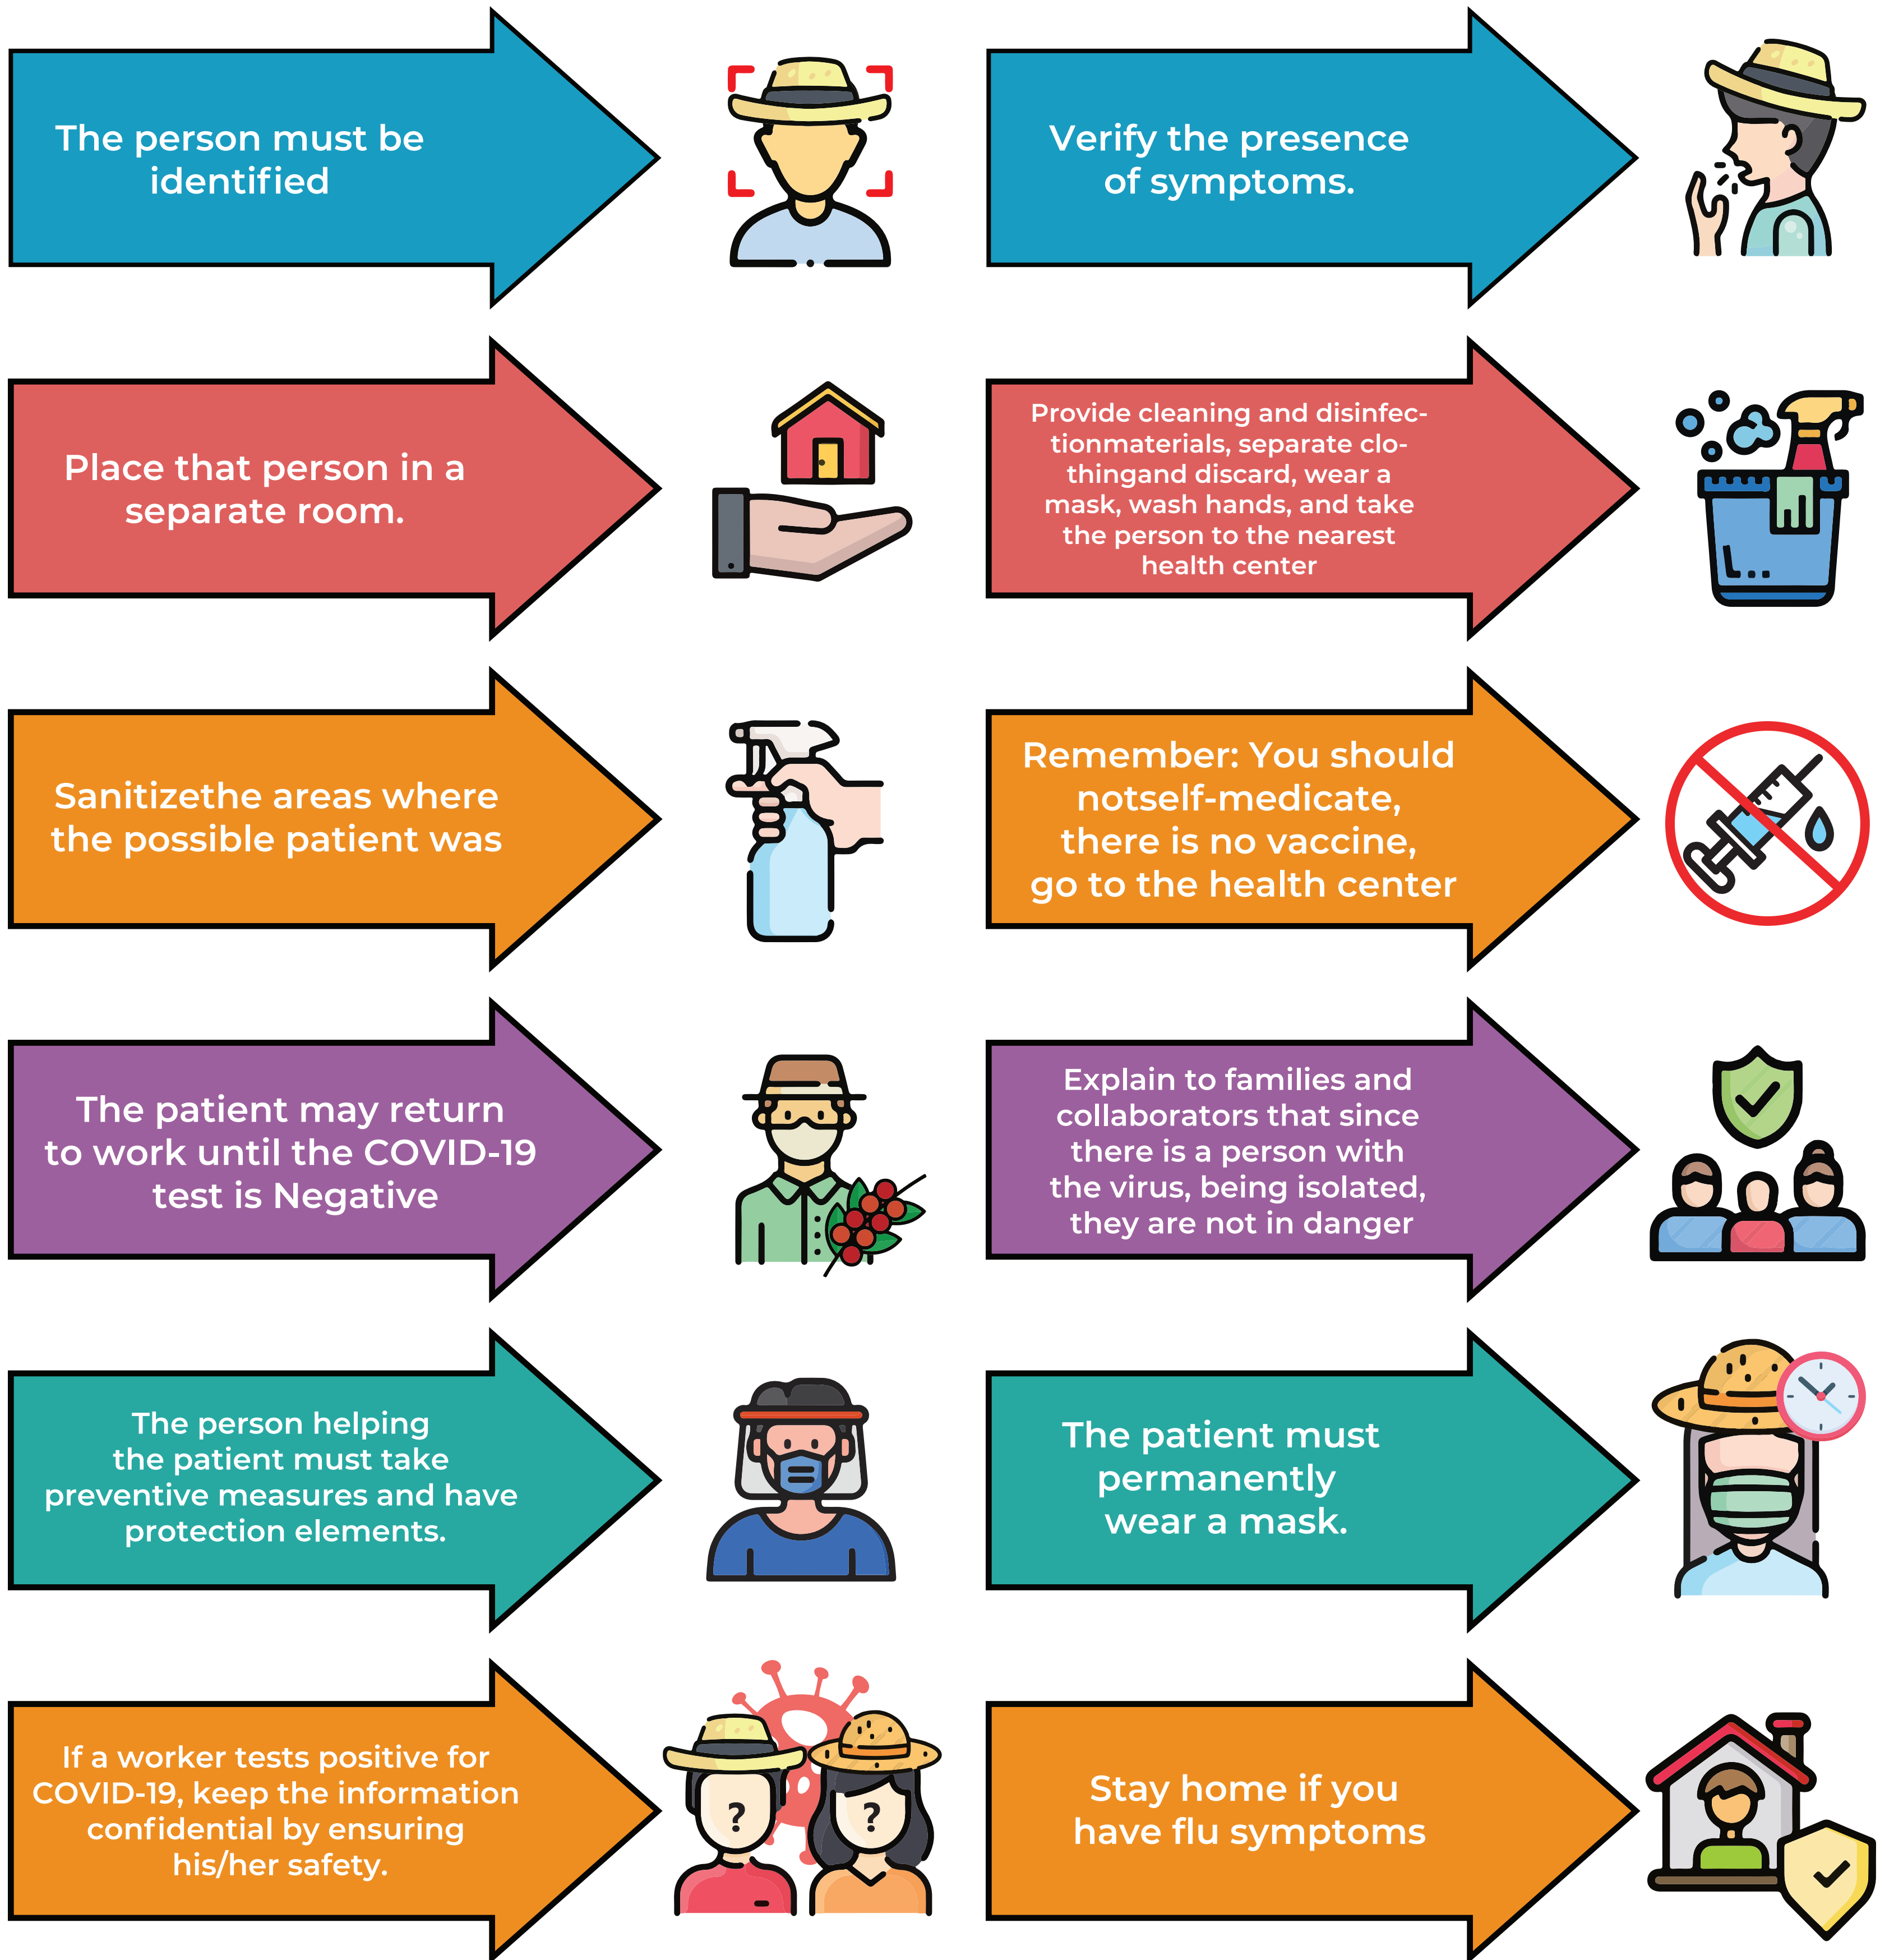 The person must be
identified
Verify the presence
of symptoms.
Place that person in a
separate room.
Provide cleaning and disinfec-
tionmaterials, separate clo-
thingand discard, wear a
mask, wash hands, and take
the person to the nearest
health center
Sanitizethe areas where
the possible patient was
Remember: You should
notself-medicate,
there is no vaccine,
go to the health center
The patient may return
to work until the COVID-19
test is Negative
Explain to families and
collaborators that since
there is a person with
the virus, being isolated,
they are not in danger
The person helping
the patient must take
preventive measures and have
protection elements.
The patient must
permanently
wear a mask.
If a worker tests positive for
COVID-19, keep the information
confidential by ensuring
his/her safety.
? ?
Stay home if you
have flu symptoms